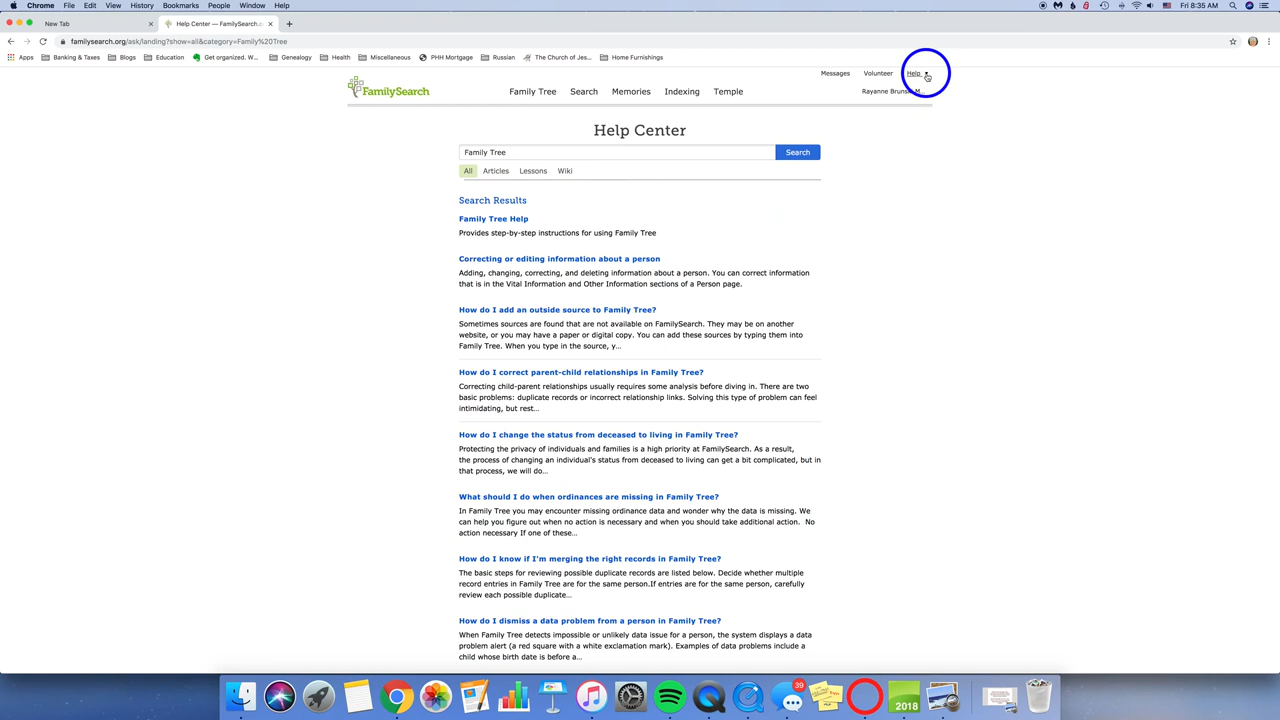 Chrome File Edit View History Bookmarks People Window Help
Fri 8:35 AM
New Tab
Help Center — FamilySearch.o
familysearch.org/ask/landing?show=all&category=Family%20Tree
Apps Banking & Taxes Blogs Education Get organized. W... Genealogy Health Miscellaneous PHH Mortgage Russian The Church of Jes... Home Furnishings
Messages Volunteer Help
FamilySearch Family Tree Search Memories Indexing Temple
Help Center
Family Tree
Search
All Articles Lessons Wiki
Search Results
Family Tree Help
Provides step-by-step instructions for using Family Tree
Correcting or editing information about a person
Adding, changing, correcting, and deleting information about a person. You can correct information
that is in the Vital Information and Other Information sections of a Person page.
How do I add an outside source to Family Tree?
Sometimes sources are found that are not available on FamilySearch. They may be on another
website, or you may have a paper or digital copy. You can add these sources by typing them into
Family Tree. When you type in the source, y...
How do I correct parent-child relationships in Family Tree?
Correcting child-parent relationships usually requires some analysis before diving in. There are two
basic problems: duplicate records or incorrect relationship links. Solving this type of problem can feel
intimidating, but rest...
How do I change the status from deceased to living in Family Tree?
Protecting the privacy of individuals and families is a high priority at FamilySearch. As a result,
the process of changing an individual's status from deceased to living can get a bit complicated, but in
that process, we will do...
What should I do when ordinances are missing in Family Tree?
In Family Tree you may encounter missing ordinance data and wonder why the data is missing. We
can help you figure out when no action is necessary and when you should take additional action. No
action necessary If one of these...
How do I know if I'm merging the right records in Family Tree?
The basic steps for reviewing possible duplicate records are listed below. Decide whether multiple
record entries in Family Tree are for the same person.If entries are for the same person, carefully
review each possible duplicate...
How do I dismiss a data problem from a person in Family Tree?
When Family Tree detects impossible or unlikely data issue for a person, the system displays a data
problem alert (a red square with a white exclamation mark). Examples of data problems include a
child whose birth date is before a...
39
2018